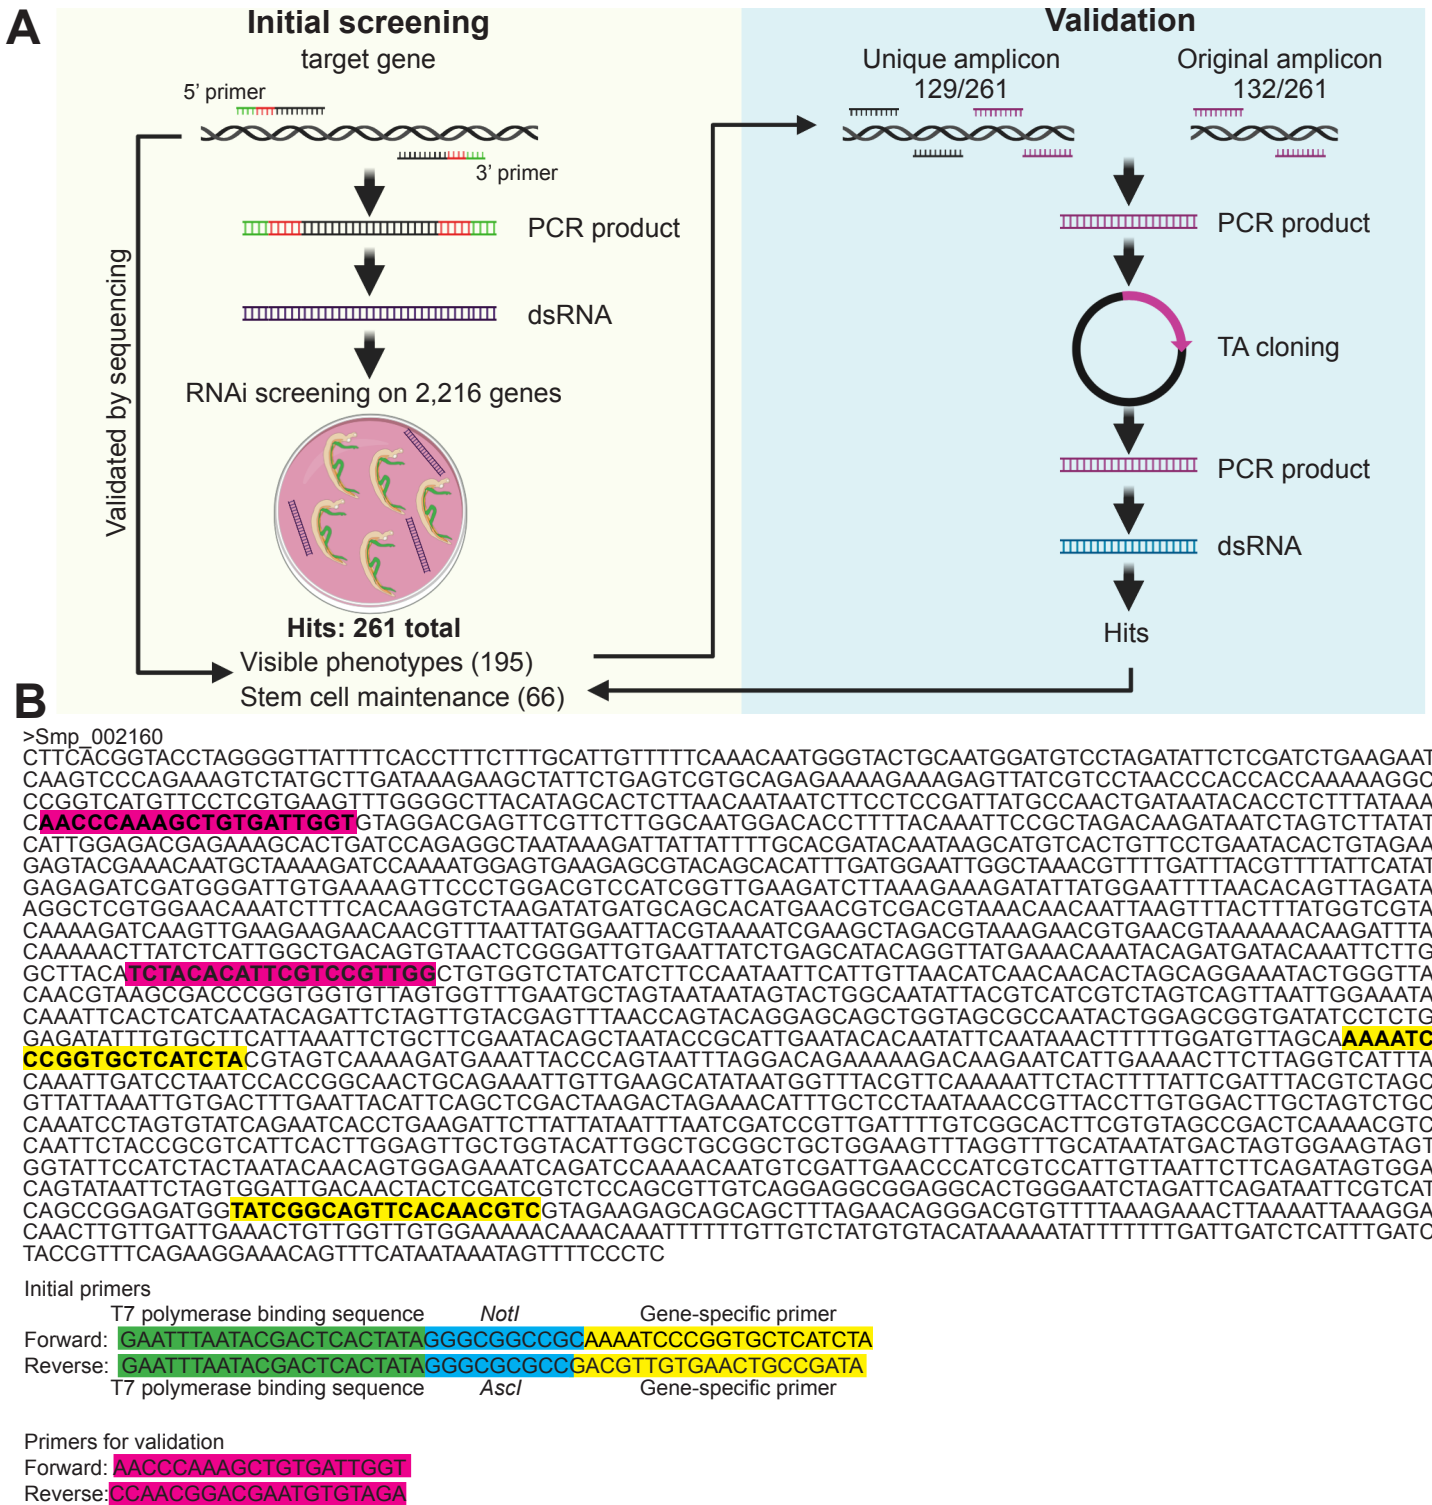 A
Initial screening
target gene
5' primer
3' primer
PCR product
dsRNA
RNAi screening on 2,216 genes
Validated by sequencing
Hits: 261 total
Visible phenotypes (195)
Stem cell maintenance (66)
Validation
Unique amplicon
129/261
Original amplicon
132/261
PCR product
TA cloning
PCR product
dsRNA
Hits
B
>Smp_002160
CTTCACGGTACCTAGGGGTTATTTTCACCTTTCTTTGCATTGTTTTTCAAACAATGGGTACTGCAATGGATGTCCTAGATATTCTCGATCTGAAGAAT
CAAGTCCCAGAAAGTCTATGCTTGATAAAGAAGCTATTCTGAGTCGTGCAGAGAAAAGAAAGAGTTATCGTCCTAACCCACCACCAAAAAGGC
CCGGTCATGTTCCTCGTGAAGTTTGGGGCTTACATAGCACTCTTAACAATAATCTTCCTCCGATTATGCCAACTGATAATACACCTCTTTATAAA
CAACCCAAAGCTGTGATTGGTGTAGGACGAGTTCGTTCTTGGCAATGGACACCTTTTACAAATTCCGCTAGACAAGATAATCTAGTCTTATAT
CATTGGAGACGAGAAAGCACTGATCCAGAGGCTAATAAAGATTATTATTTTGCACGATACAATAAGCATGTCACTGTTCCTGAATACACTGTAGAA
GAGTACGAAACAATGCTAAAAGATCCAAAATGGAGTGAAGAGCGTACAGCACATTTGATGGAATTGGCTAAACGTTTTGATTTACGTTTTATTCATAT
GAGAGATCGATGGGATTGTGAAAAGTTCCCTGGACGTCCATCGGTTGAAGATCTTAAAGAAAGATATTATGGAATTTTAACACAGTTAGATA
AGGCTCGTGGAACAAATCTTTCACAAGGTCTAAGATATGATGCAGCACATGAACGTCGACGTAAACAACAATTAAGTTTACTTTATGGTCGTA
CAAAAGATCAAGTTGAAGAAGAACAACGTTTAATTATGGAATTACGTAAAATCGAAGCTAGACGTAAAGAACGTGAACGTAAAAAACAAGATTTA
CAAAAACTTATCTCATTGGCTGACAGTGTAACTCGGGATTGTGAATTATCTGAGCATACAGGTTATGAAACAAATACAGATGATACAAATTCTTG
GCTTACATCTACACATTCGTCCGTTGGCTGTGGTCTATCATCTTCCAATAATTCATTGTTAACATCAACAACACTAGCAGGAAATACTGGGTTA
CAACGTAAGCGACCCGGTGGTGTTAGTGGTTTGAATGCTAGTAATAATAGTACTGGCAATATTACGTCATCGTCTAGTCAGTTAATTGGAAATA
CAAATTCACTCATCAATACAGATTCTAGTTGTACGAGTTTAACCAGTACAGGAGCAGCTGGTAGCGCCAATACTGGAGCGGTGATATCCTCTG
GAGATATTTGTGCTTCATTAAATTCTGCTTCGAATACAGCTAATACCGCATTGAATACACAATATTCAATAAACTTTTTGGATGTTAGCAAAAATC
CCGGTGCTCATCTACGTAGTCAAAAGATGAAATTACCCAGTAATTTAGGACAGAAAAAGACAAGAATCATTGAAAACTTCTTAGGTCATTTA
CAAATTGATCCTAATCCACCGGCAACTGCAGAAATTGTTGAAGCATATAATGGTTTACGTTCAAAAATTCTACTTTTATTCGATTTACGTCTAGC
GTTATTAAATTGTGACTTTGAATTACATTCAGCTCGACTAAGACTAGAAACATTTGCTCCTAATAAACCGTTACCTTGTGGACTTGCTAGTCTGC
CAAATCCTAGTGTATCAGAATCACCTGAAGATTCTTATTATAATTTAATCGATCCGTTGATTTTGTCGGCACTTCGTGTAGCCGACTCAAAACGTC
CAATTCTACCGCGTCATTCACTTGGAGTTGCTGGTACATTGGCTGCGGCTGCTGGAAGTTTAGGTTTGCATAATATGACTAGTGGAAGTAGT
GGTATTCCATCTACTAATACAACAGTGGAGAAATCAGATCCAAAACAATGTCGATTGAACCCATCGTCCATTGTTAATTCTTCAGATAGTGGA
CAGTATAATTCTAGTGGATTGACAACTACTCGATCGTCTCCAGCGTTGTCAGGAGGCGGAGGCACTGGGAATCTAGATTCAGATAATTCGTCAT
CAGCCGGAGATGGTATCGGCAGTTCACAACGTCGTAGAAGAGCAGCAGCTTTAGAACAGGGACGTGTTTTAAAGAAACTTAAAATTAAAGGA
CAACTTGTTGATTGAAACTGTTGGTTGTGGAAAAACAAACAAATTTTTTGTTGTCTATGTGTACATAAAAATATTTTTTTGATTGATCTCATTTGATC
TACCGTTTCAGAAGGAAACAGTTTCATAATAAATAGTTTTCCCTC
Initial primers
T7 polymerase binding sequence NotI Gene-specific primer
Forward: GAATTTAATACGACTCACTATAGGGCGGCCGCAAAATCCCGGTGCTCATCTA
Reverse: GAATTTAATACGACTCACTATAGGGCGCGCCGACGTTGTGAACTGCCGATA
T7 polymerase binding sequence AscI Gene-specific primer
Primers for validation
Forward: AACCCAAAGCTGTGATTGGT
Reverse:CCAACGGACGAATGTGTAGA